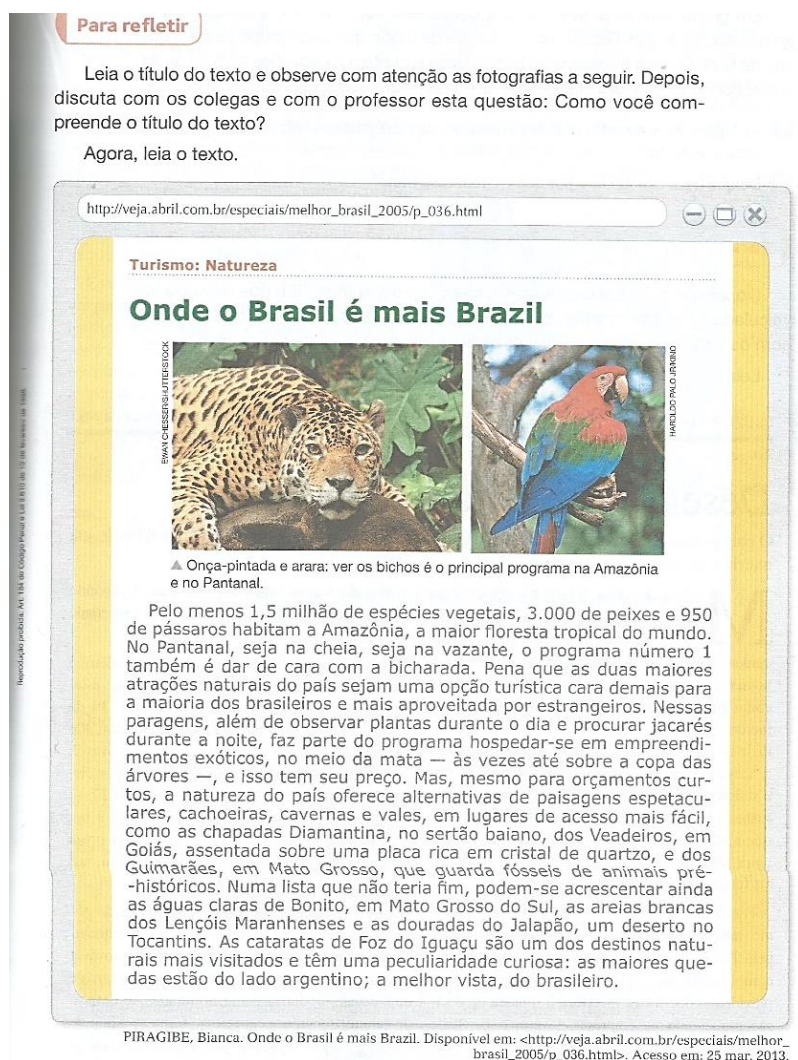 Para refletir
Leia o título do texto e observe com atenção as fotografias a seguir. Depois,
discuta com os colegas e com o professor esta questão: Como você com-
preende o título do texto?
Agora, leia o texto.
http://veja.abril.com.br/especiais/melhor_brasil_2005/p_036.html
Turismo: Natureza
Onde o Brasil é mais Brazil
EWAN CHESSER/SHUTTERSTOCK
HAROLDO PALO JR/KINO
Onça-pintada e arara: ver os bichos é o principal programa na Amazônia
e no Pantanal.
Pelo menos 1,5 milhão de espécies vegetais, 3.000 de peixes e 950
de pássaros habitam a Amazônia, a maior floresta tropical do mundo.
No Pantanal, seja na cheia, seja na vazante, o programa número 1
também é dar de cara com a bicharada. Pena que as duas maiores
atrações naturais do país sejam uma opção turística cara demais para
a maioria dos brasileiros e mais aproveitada por estrangeiros. Nessas
paragens, além de observar plantas durante o dia e procurar jacarés
durante a noite, faz parte do programa hospedar-se em empreendi-
mentos exóticos, no meio da mata — às vezes até sobre a copa das
árvores —, e isso tem seu preço. Mas, mesmo para orçamentos cur-
tos, a natureza do país oferece alternativas de paisagens espetacu-
lares, cachoeiras, cavernas e vales, em lugares de acesso mais fácil,
como as chapadas Diamantina, no sertão baiano, dos Veadeiros, em
Goiás, assentada sobre uma placa rica em cristal de quartzo, e dos
Guimarães, em Mato Grosso, que guarda fósseis de animais pré-
-históricos. Numa lista que não teria fim, podem-se acrescentar ainda
as águas claras de Bonito, em Mato Grosso do Sul, as areias brancas
dos Lençóis Maranhenses e as douradas do Jalapão, um deserto no
Tocantins. As cataratas de Foz do Iguaçu são um dos destinos natu-
rais mais visitados e têm uma peculiaridade curiosa: as maiores que-
das estão do lado argentino; a melhor vista, do brasileiro.
PIRAGIBE, Bianca. Onde o Brasil é mais Brazil. Disponível em: <http://veja.abril.com.br/especiais/melhor_
brasil_2005/p_036.html>. Acesso em: 25 mar. 2013.
Reprodução proibida. Art. 184 do Código Penal e Lei 9.610 de 19 de fevereiro de 1998.